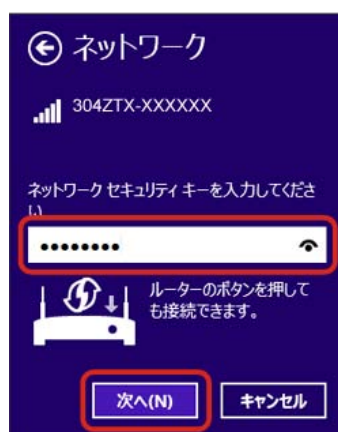 ネットワーク
304ZTX-XXXXXX
ネットワーク セキュリティ キーを入力してくださ
い
ルーターのボタンを押して
も接続できます。
次へ(N)
キャンセル